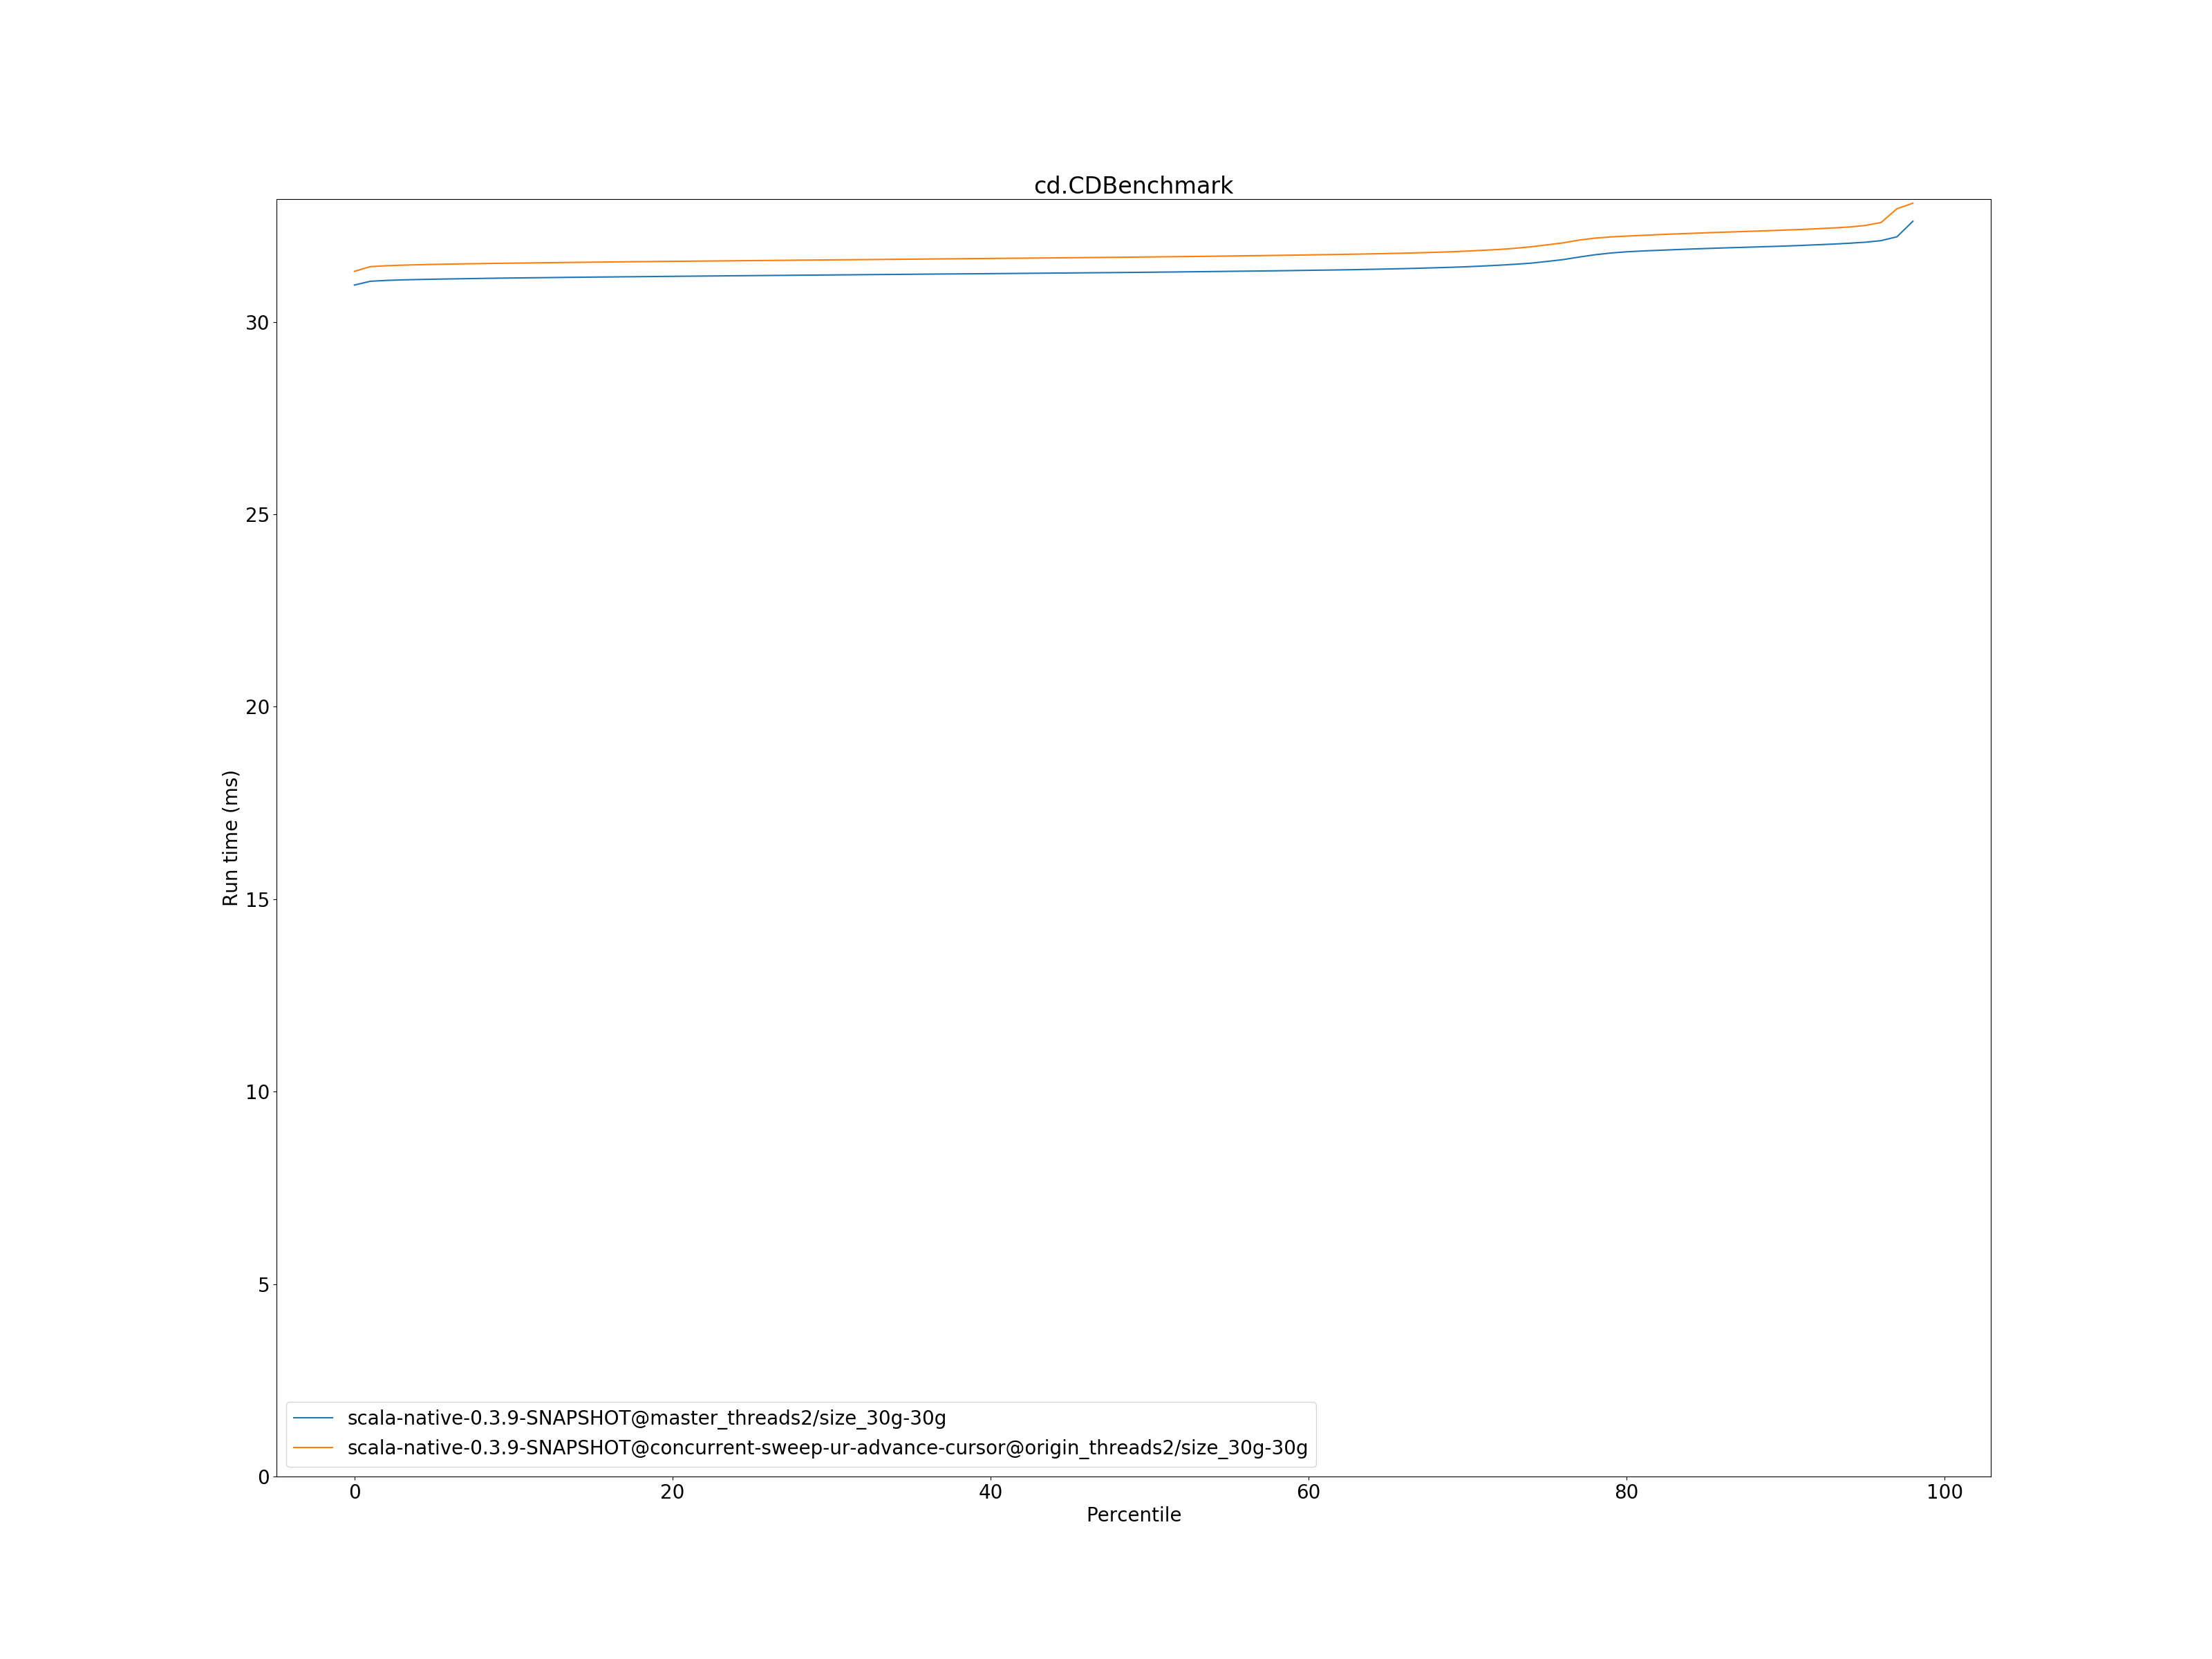 cd.CDBenchmark
Run time (ms)
30
25
20
15
10
5
0
scala-native-0.3.9-SNAPSHOT@master_threads2/size_30g-30g
scala-native-0.3.9-SNAPSHOT@concurrent-sweep-ur-advance-cursor@origin_threads2/size_30g-30g
0 20 40 60 80 100
Percentile